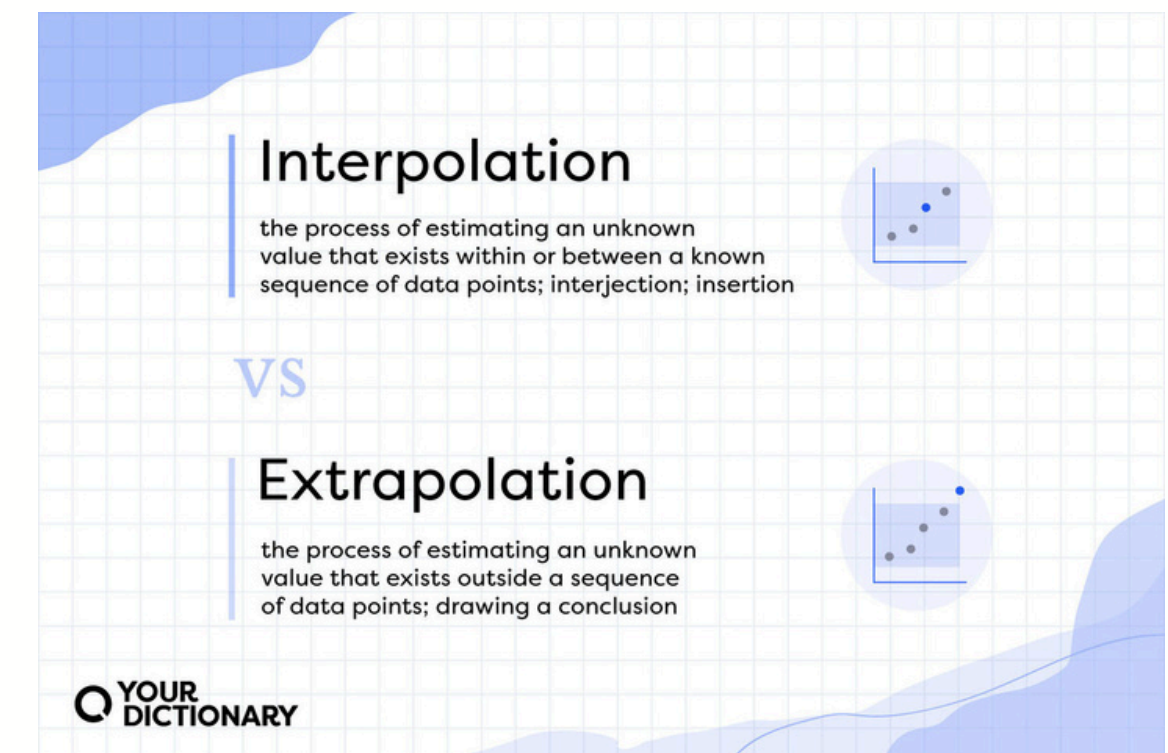 Interpolation
the process of estimating an unknown
value that exists within or between a known
sequence of data points; interjection; insertion
vs
Extrapolation
the process of estimating an unknown
value that exists outside a sequence
of data points; drawing a conclusion
YOUR
DICTIONARY